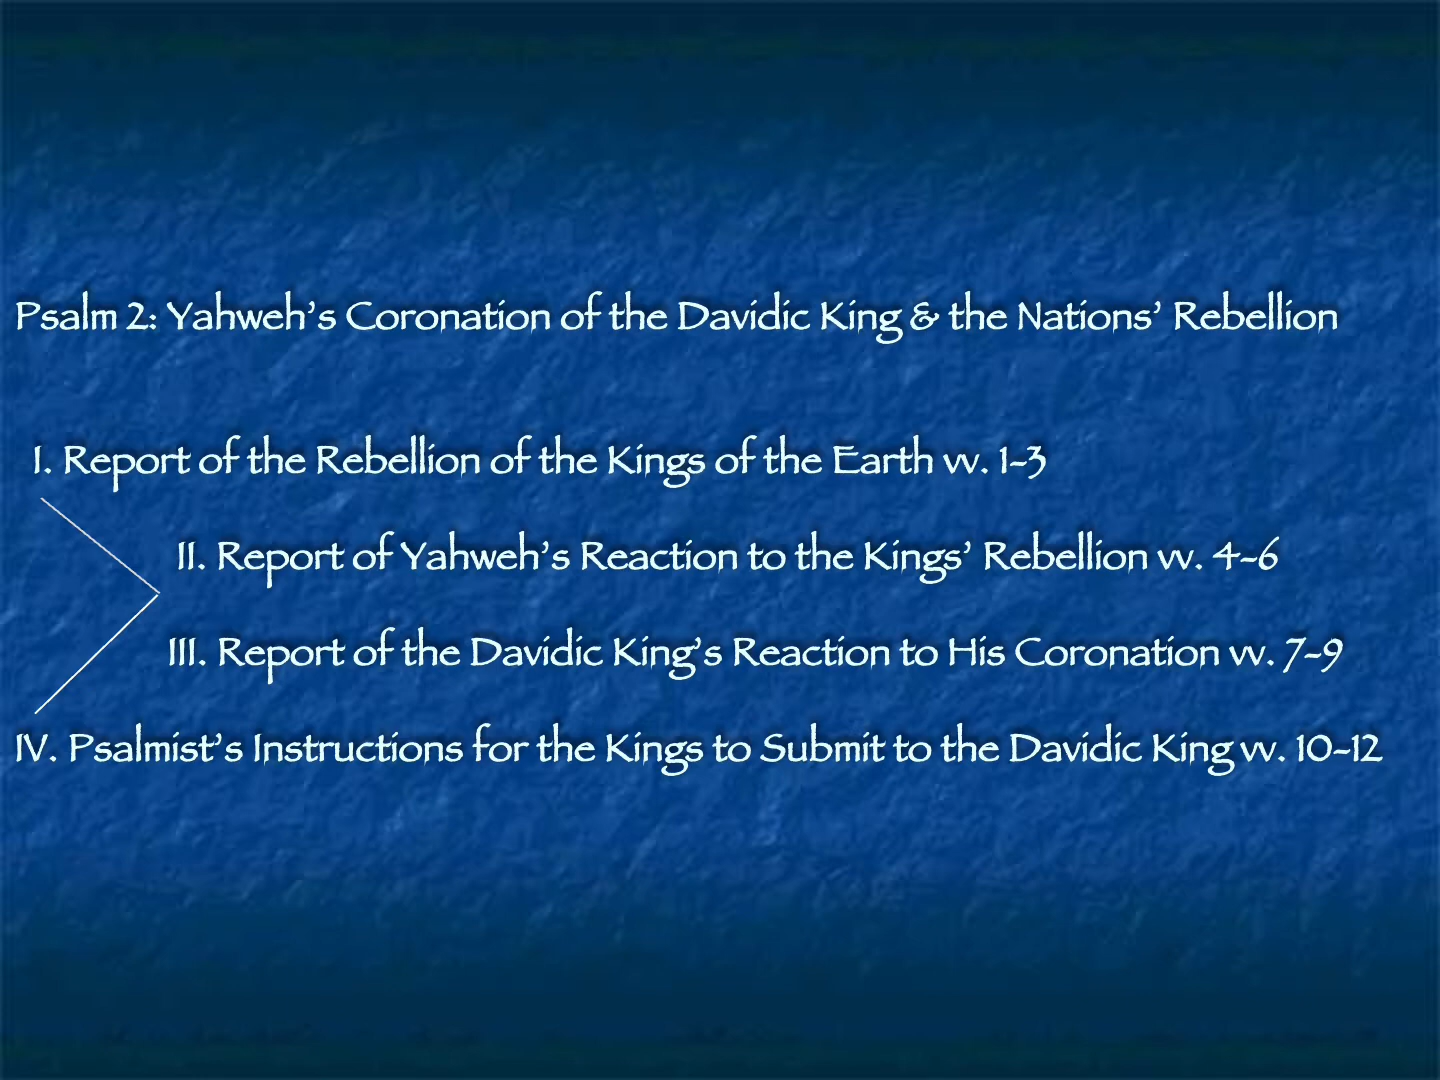 Psalm 2: Yahweh’s Coronation of the Davidic King & the Nations’ Rebellion
I. Report of the Rebellion of the Kings of the Earth vv. 1-3
II. Report of Yahweh’s Reaction to the Kings’ Rebellion vv. 4-6
III. Report of the Davidic King’s Reaction to His Coronation vv. 7-9
IV. Psalmist’s Instructions for the Kings to Submit to the Davidic King vv. 10-12